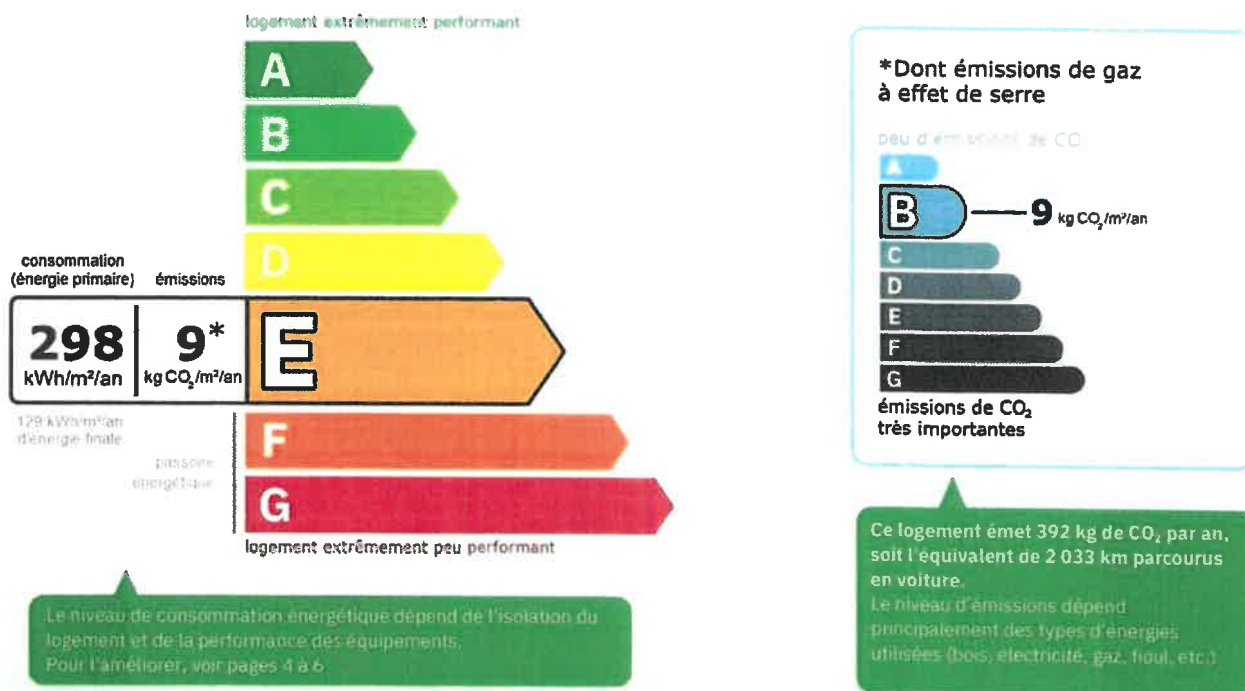 logement extrêmement performant
A
B
C
D
consommation
(énergie primaire)
émissions
298
kWh/m²/an
9*
kg CO₂/m²/an
E
129 kWh/m²/an
d'énergie finale
passoire
énergétique
F
G
logement extrêmement peu performant
Le niveau de consommation énergétique dépend de l'isolation du
logement et de la performance des équipements.
Pour l'améliorer, voir pages 4 à 6
*Dont émissions de gaz
à effet de serre
peu d'émissions de CO
A
B
9 kg CO₂/m²/an
C
D
E
F
G
émissions de CO₂
très importantes
Ce logement émet 392 kg de CO₂ par an,
soit l'équivalent de 2 033 km parcourus
en voiture.
Le niveau d'émissions dépend
principalement des types d'énergies
utilisées (bois, électricité, gaz, fioul, etc.)